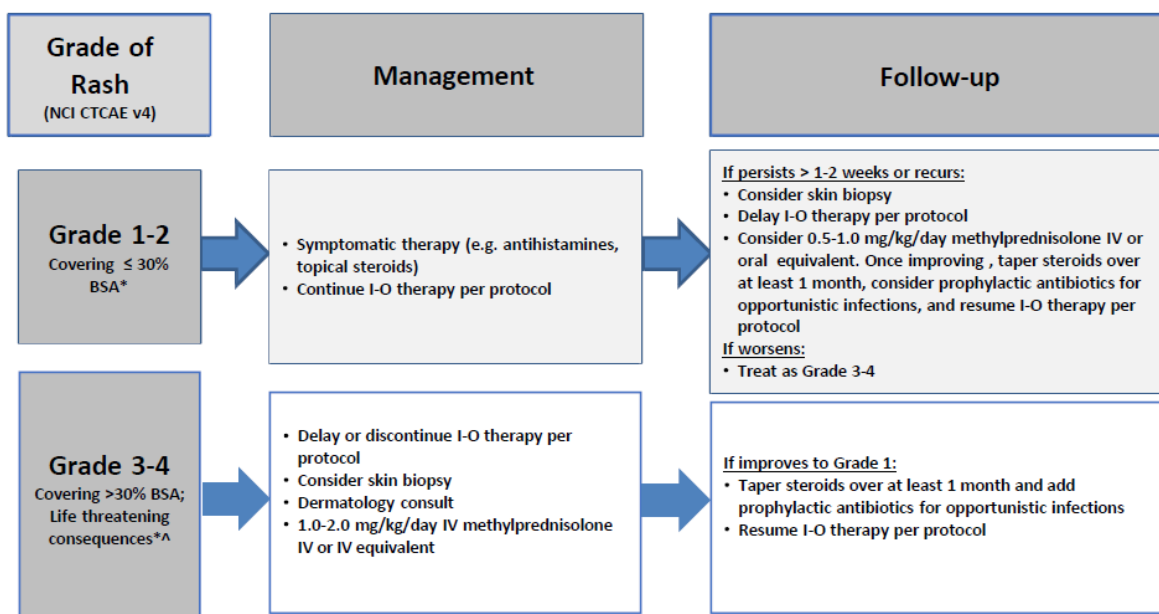 Grade of
Rash
(NCI CTCAE v4)
Management
Follow-up
Grade 1-2
Covering ≤ 30%
BSA*
• Symptomatic therapy (e.g. antihistamines,
topical steroids)
• Continue I-O therapy per protocol
If persists > 1-2 weeks or recurs:
• Consider skin biopsy
• Delay I-O therapy per protocol
• Consider 0.5-1.0 mg/kg/day methylprednisolone IV or
oral equivalent. Once improving , taper steroids over
at least 1 month, consider prophylactic antibiotics for
opportunistic infections, and resume I-O therapy per
protocol
If worsens:
• Treat as Grade 3-4
Grade 3-4
Covering >30% BSA;
Life threatening
consequences*^
• Delay or discontinue I-O therapy per
protocol
• Consider skin biopsy
• Dermatology consult
• 1.0-2.0 mg/kg/day IV methylprednisolone
IV or IV equivalent
If improves to Grade 1:
• Taper steroids over at least 1 month and add
prophylactic antibiotics for opportunistic infections
• Resume I-O therapy per protocol